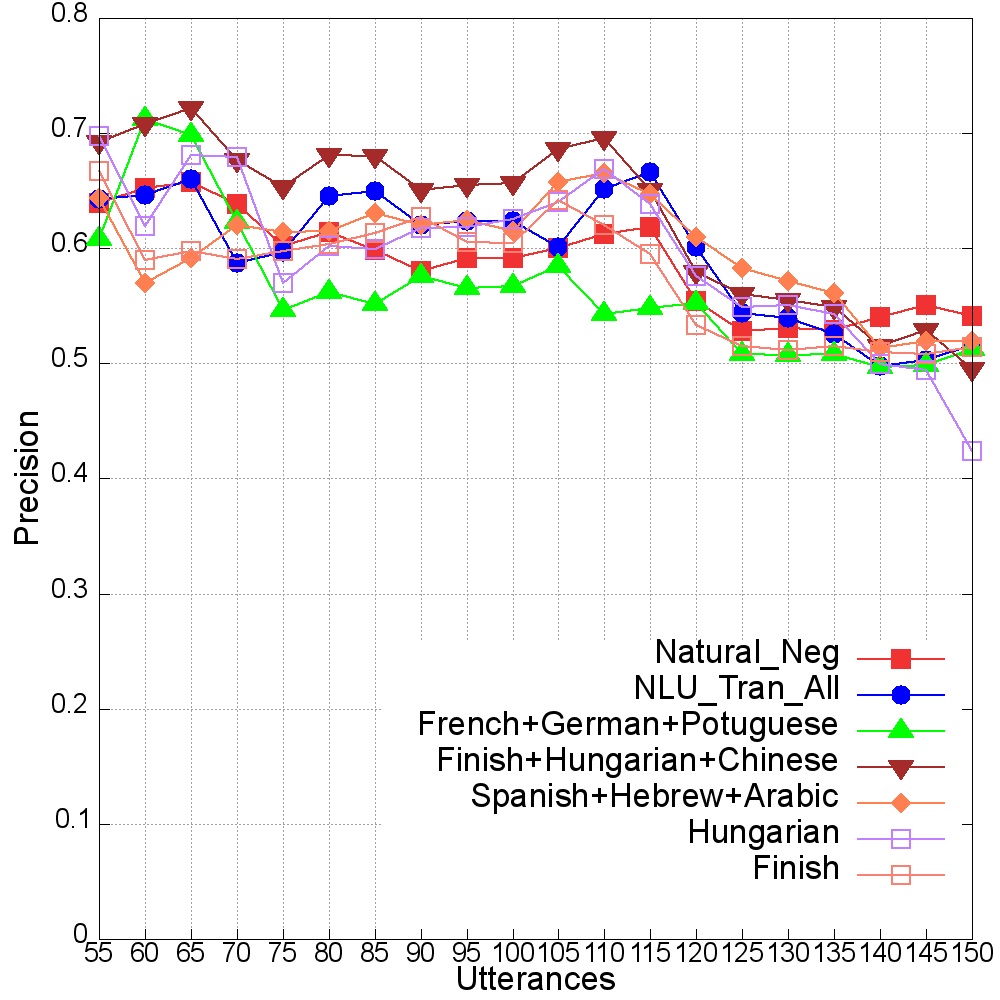 0.8
0.7
0.6
0.5
0.4
0.3
0.2
0.1
0
Precision
Natural_Neg
NLU_Tran_All
French+German+Potuguese
Finish+Hungarian+Chinese
Spanish+Hebrew+Arabic
Hungarian
Finish
55 60 65 70 75 80 85 90 95 100 105 110 115 120 125 130 135 140 145 150
Utterances